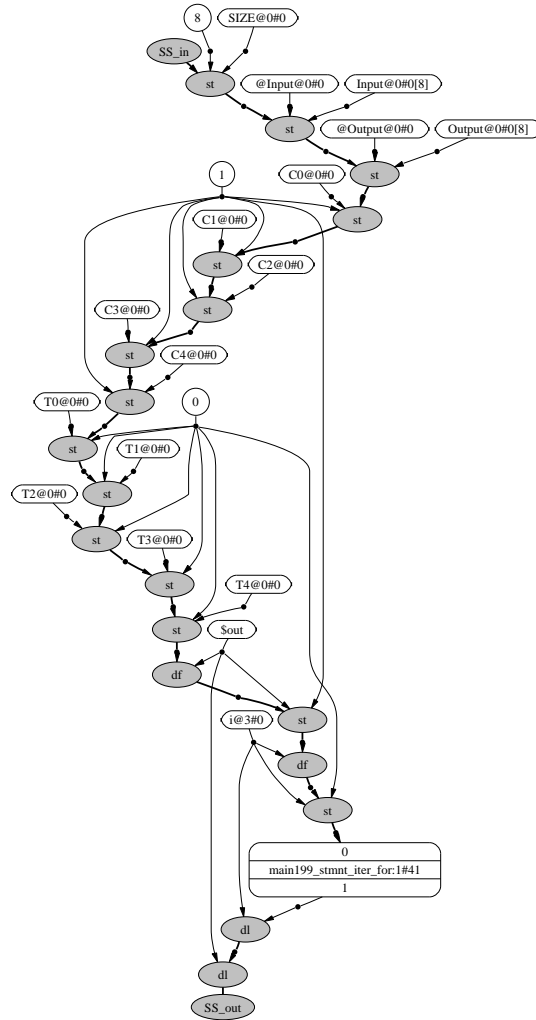 8
SIZE@0#0
SS_in
st
@Input@0#0
Input@0#0[8]
st
@Output@0#0
Output@0#0[8]
st
C0@0#0
1
st
C1@0#0
st
C2@0#0
st
C3@0#0
st
C4@0#0
st
T0@0#0
0
st
T1@0#0
st
T2@0#0
st
T3@0#0
st
T4@0#0
st
$out
df
st
i@3#0
df
st
0
main199_stmnt_iter_for:1#41
1
dl
dl
SS_out